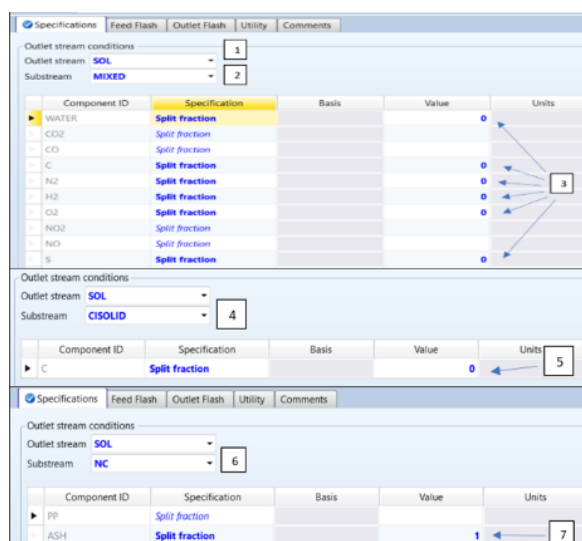 Specifications Feed Flash Outlet Flash Utility Comments
Outlet stream conditions
Outlet stream SOL 1
Substream MIXED 2
Component ID Specification Basis Value Units
WATER Split fraction 0
CO2 Split fraction
CO Split fraction
C Split fraction 0
N2 Split fraction 0 3
H2 Split fraction 0
O2 Split fraction 0
NO2 Split fraction
NO Split fraction
S Split fraction 0
Outlet stream conditions
Outlet stream SOL
Substream CISOLID 4
Component ID Specification Basis Value Units
C Split fraction 0 5
Specifications Feed Flash Outlet Flash Utility Comments
Outlet stream conditions
Outlet stream SOL
Substream NC 6
Component ID Specification Basis Value Units
PP Split fraction
ASH Split fraction 1 7